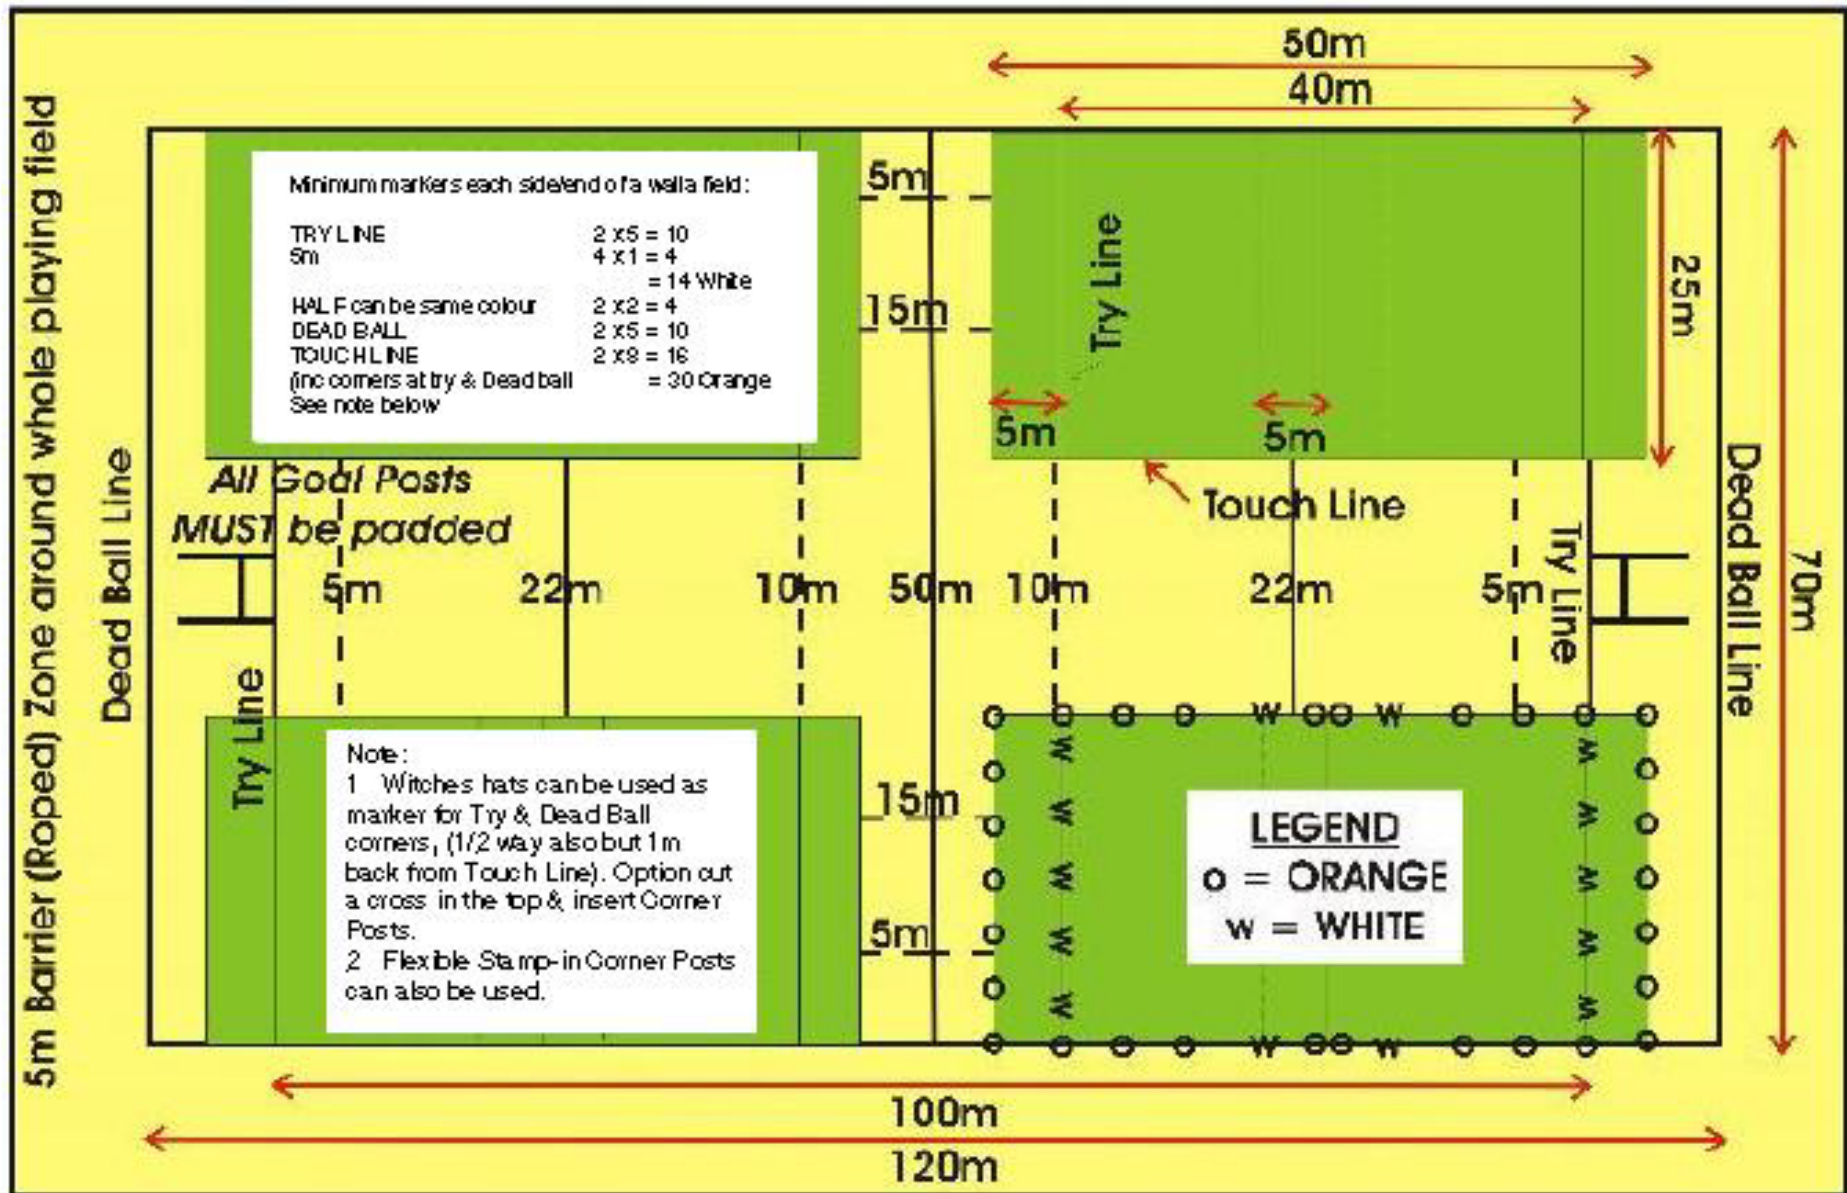 50m
40m
5m Barrier (Roped) Zone around whole playing field
Minimum markers each side/end of a walla field:
TRY LINE 2 x 5 = 10
5m 4 x 1 = 4
= 14 White
HALF can be same colour 2 x 2 = 4
DEAD BALL 2 x 5 = 10
TOUCH LINE 2 x 8 = 16
(inc corners at try & Dead ball = 30 Orange
See note below
5m
15m
Try Line
25m
5m
5m
All Goal Posts
MUST be padded
Touch Line
Dead Ball Line
5m 22m 10m 50m 10m 22m 5m
Try Line
Dead Ball Line
70m
Try Line
o o o o w o o w o o o o
Note:
1 Witches hats can be used as
marker for Try & Dead Ball
corners, (1/2 way also but 1m
back from Touch Line). Option cut
a cross in the top & insert Corner
Posts.
2 Flexible Stamp-in Corner Posts
can also be used.
15m
5m
o w w o
o w w o
o w w o
o w w o
o w w o
LEGEND
o = ORANGE
w = WHITE
o o o o w o o w o o o o
100m
120m